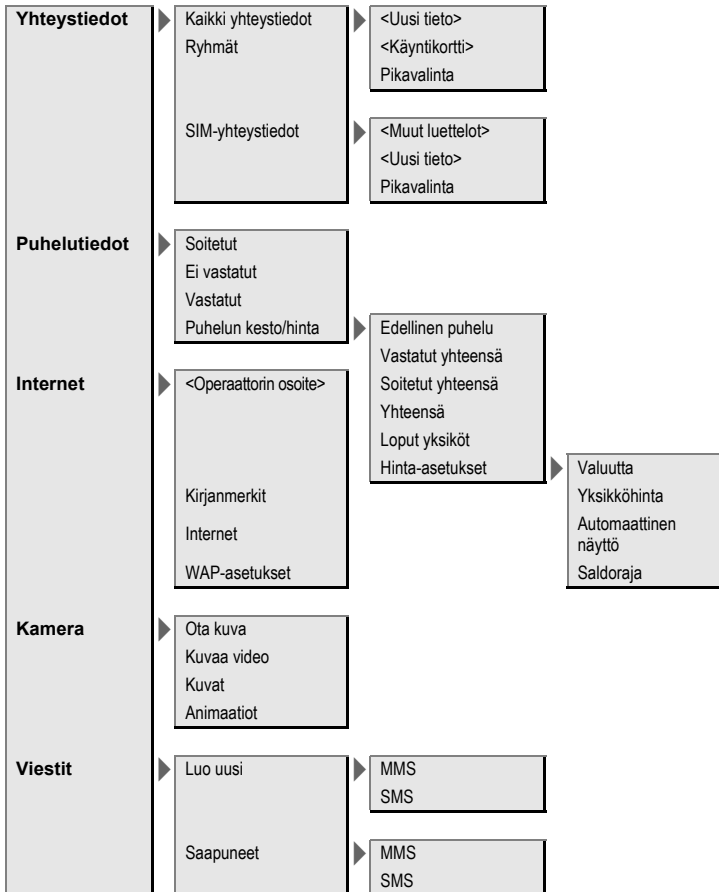 Yhteystiedot
Kaikki yhteystiedot
Ryhmät
SIM-yhteystiedot
<Uusi tieto>
<Käyntikortti>
Pikavalinta
<Muut luettelot>
<Uusi tieto>
Pikavalinta
Puhelutiedot
Soitetut
Ei vastatut
Vastatut
Puhelun kesto/hinta
Edellinen puhelu
Vastatut yhteensä
Soitetut yhteensä
Yhteensä
Loput yksiköt
Hinta-asetukset
Valuutta
Yksikköhinta
Automaattinen
näyttö
Saldoraja
Internet
<Operaattorin osoite>
Kirjanmerkit
Internet
WAP-asetukset
Kamera
Ota kuva
Kuvaa video
Kuvat
Animaatiot
Viestit
Luo uusi
MMS
SMS
Saapuneet
MMS
SMS